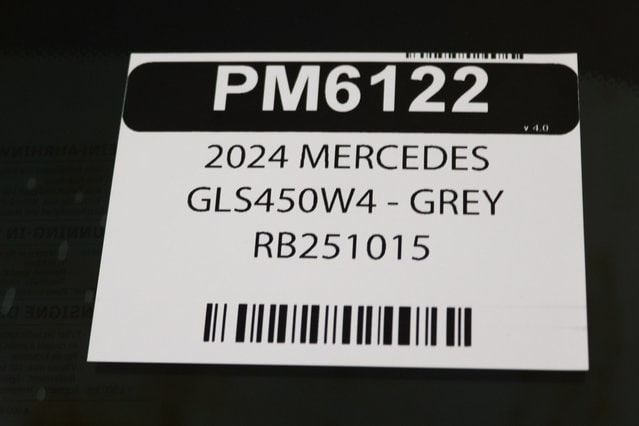 PM6122
v 4.0
2024 MERCEDES
GLS450W4 - GREY
RB251015